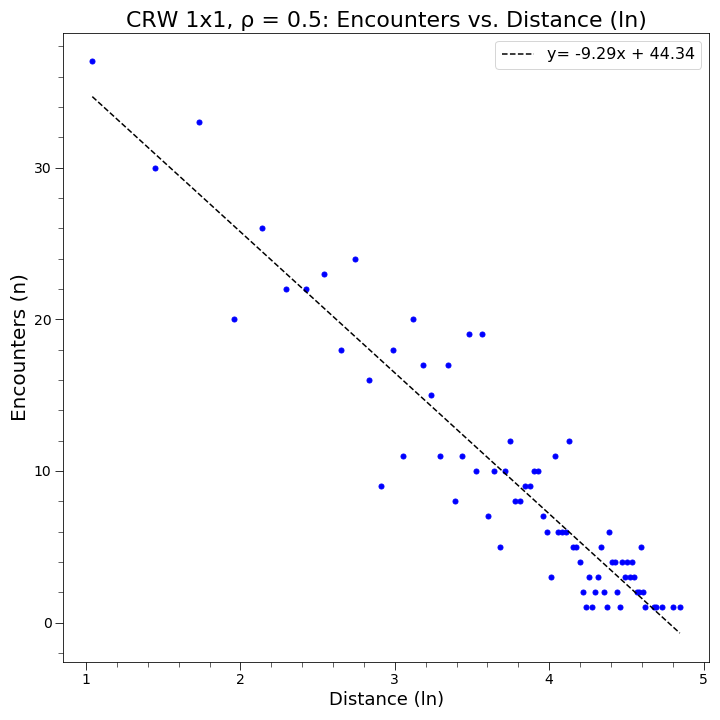 CRW 1x1, ρ = 0.5: Encounters vs. Distance (ln)
y= -9.29x + 44.34
Encounters (n)
30
20
10
0
1 2 3 4 5
Distance (ln)